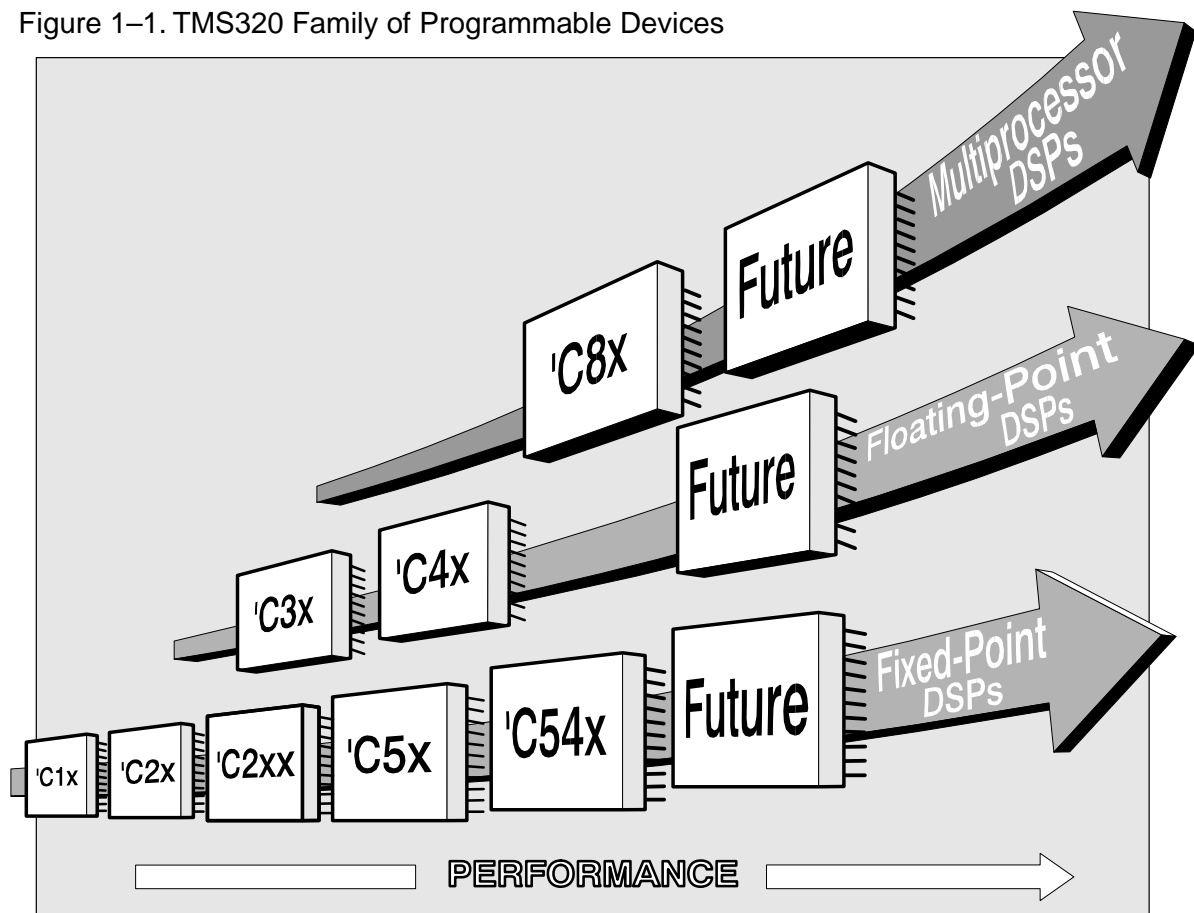 Figure 1–1. TMS320 Family of Programmable Devices
Multiprocessor
DSPs
Future
'C8x
Floating-Point
DSPs
Future
'C4x
'C3x
Fixed-Point
DSPs
Future
'C54x
'C5x
'C2xx
'C2x
'C1x
PERFORMANCE